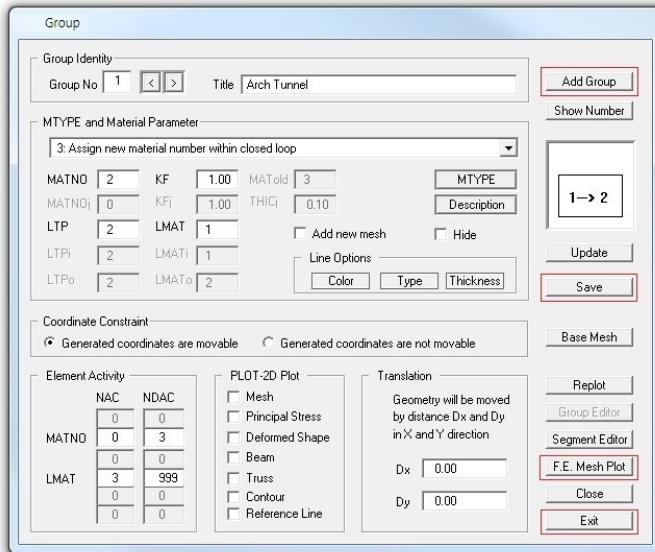 Group
Group Identity
Group No 1 < > Title Arch Tunnel
MTYPE and Material Parameter
3: Assign new material number within closed loop
MATNO 2 KF 1.00 MATold 3 MTYPE
MATNOj 0 KFj 1.00 THICj 0.10 Description
LTP 2 LMAT 1 Add new mesh Hide
LTPi 2 LMATi 1
LTPo 2 LMATo 2
Line Options
Color Type Thickness
Coordinate Constraint
Generated coordinates are movable Generated coordinates are not movable
Element Activity
NAC NDAC
0 0
MATNO 0 3
0 0
LMAT 3 999
0 0
0 0
PLOT-2D Plot
Mesh
Principal Stress
Deformed Shape
Beam
Truss
Contour
Reference Line
Translation
Geometry will be moved
by distance Dx and Dy
in X and Y direction
Dx 0.00
Dy 0.00
Add Group
Show Number
1-> 2
Update
Save
Base Mesh
Replot
Group Editor
Segment Editor
F.E. Mesh Plot
Close
Exit